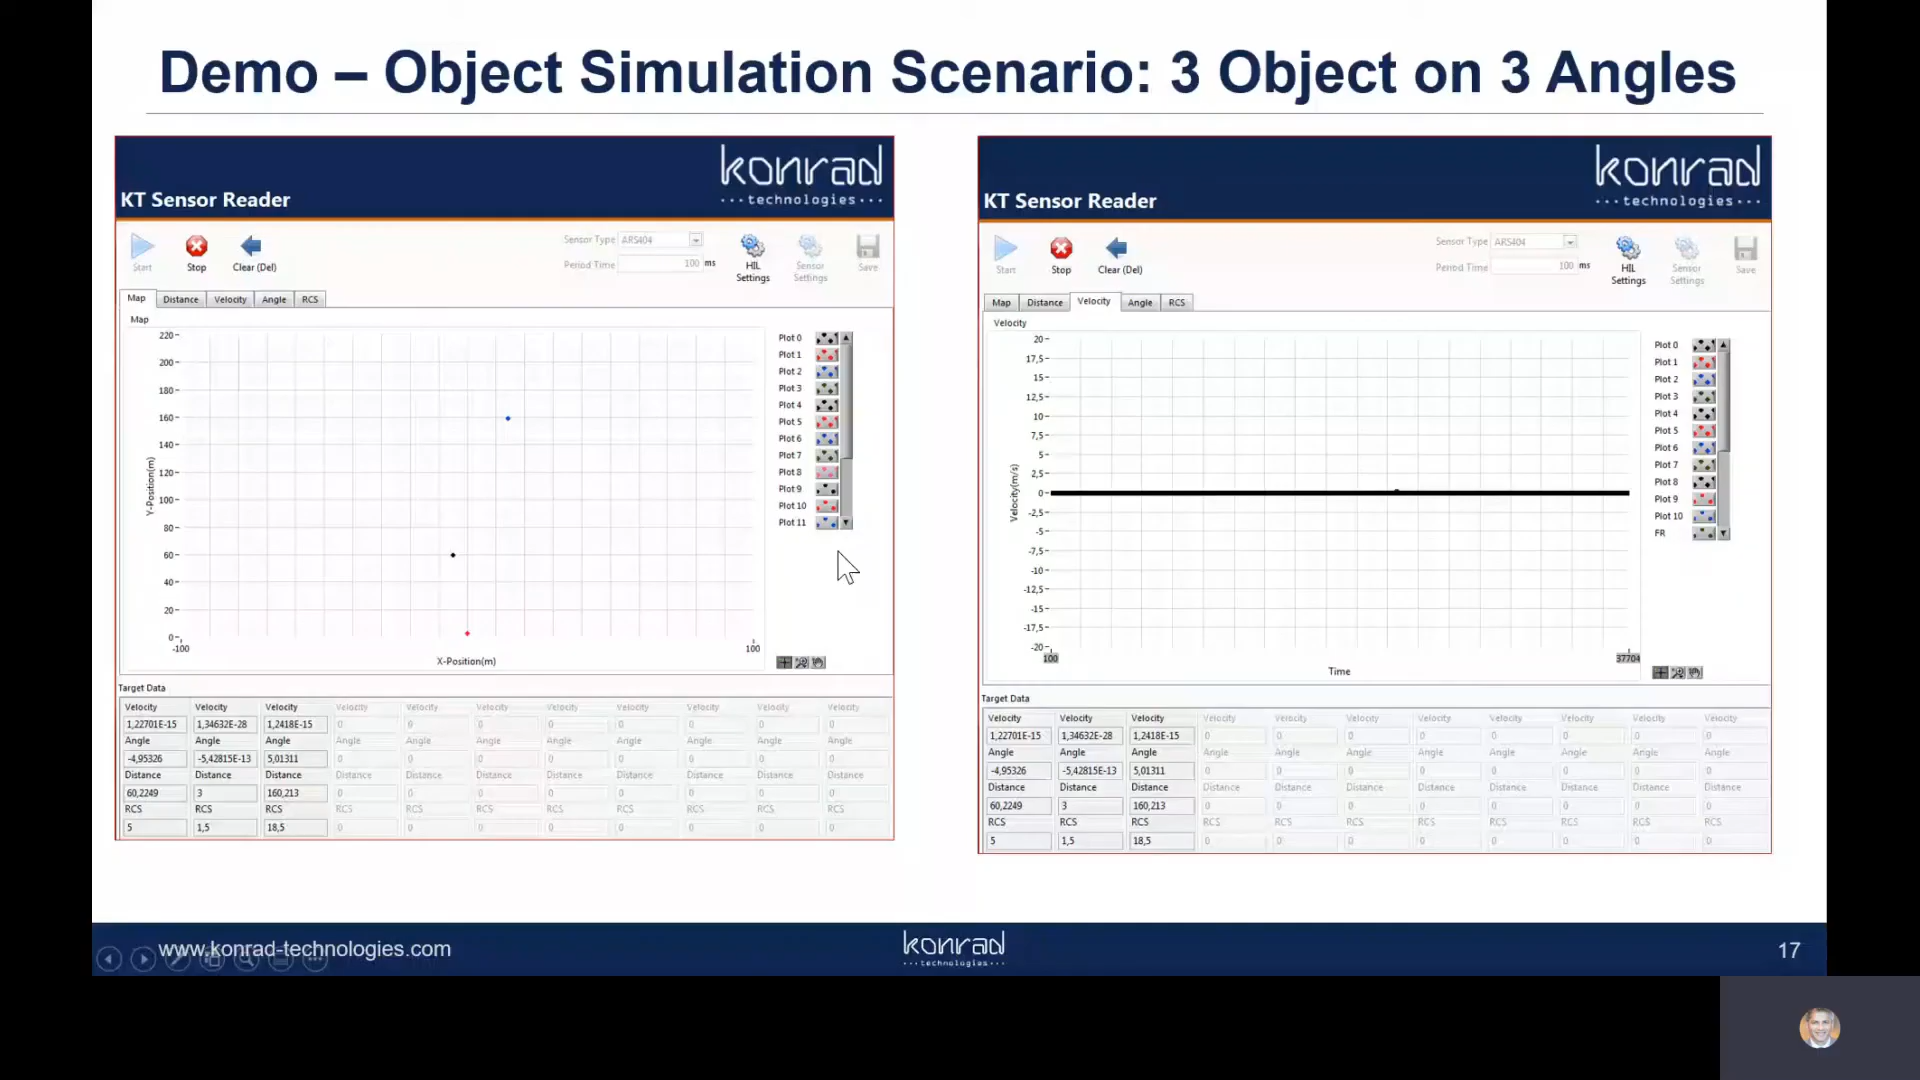 Demo – Object Simulation Scenario: 3 Object on 3 Angles
konrad
technologies
KT Sensor Reader
Start
Stop
Clear (Del)
Sensor Type ARS404
Period Time 100 ms
HIL Settings
Sensor Settings
Save
Map Distance Velocity Angle RCS
Map
220
200
180
160
140
120
100
80
60
40
20
0
Y-Position(m)
-100 100
X-Position(m)
Plot 0
Plot 1
Plot 2
Plot 3
Plot 4
Plot 5
Plot 6
Plot 7
Plot 8
Plot 9
Plot 10
Plot 11
Target Data
Velocity Velocity Velocity Velocity Velocity Velocity Velocity Velocity Velocity Velocity Velocity
1,22701E-15 1,34632E-28 1,2418E-15 0 0 0 0 0 0 0 0
Angle Angle Angle Angle Angle Angle Angle Angle Angle Angle Angle
-4,95326 -5,42815E-13 5,01311 0 0 0 0 0 0 0 0
Distance Distance Distance Distance Distance Distance Distance Distance Distance Distance Distance
60,2249 3 160,213 0 0 0 0 0 0 0 0
RCS RCS RCS RCS RCS RCS RCS RCS RCS RCS RCS
5 1,5 18,5 0 0 0 0 0 0 0 0
konrad
technologies
KT Sensor Reader
Start
Stop
Clear (Del)
Sensor Type ARS404
Period Time 100 ms
HIL Settings
Sensor Settings
Save
Map Distance Velocity Angle RCS
Velocity
20
17,5
15
12,5
10
7,5
5
2,5
0
-2,5
-5
-7,5
-10
-12,5
-15
-17,5
-20
Velocity(m/s)
100 37704
Time
Plot 0
Plot 1
Plot 2
Plot 3
Plot 4
Plot 5
Plot 6
Plot 7
Plot 8
Plot 9
Plot 10
FR
Target Data
Velocity Velocity Velocity Velocity Velocity Velocity Velocity Velocity Velocity Velocity Velocity
1,22701E-15 1,34632E-28 1,2418E-15 0 0 0 0 0 0 0 0
Angle Angle Angle Angle Angle Angle Angle Angle Angle Angle Angle
-4,95326 -5,42815E-13 5,01311 0 0 0 0 0 0 0 0
Distance Distance Distance Distance Distance Distance Distance Distance Distance Distance Distance
60,2249 3 160,213 0 0 0 0 0 0 0 0
RCS RCS RCS RCS RCS RCS RCS RCS RCS RCS RCS
5 1,5 18,5 0 0 0 0 0 0 0 0
www.konrad-technologies.com
konrad
technologies
17